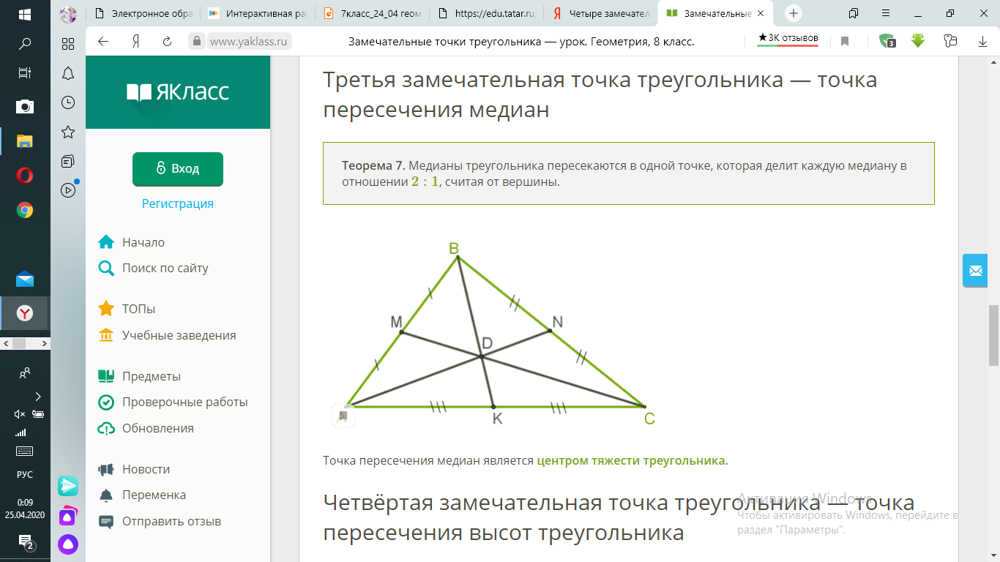 Электронное обра
Интерактивная ра
7класс_24_04 геом
https://edu.tatar.ru
Четыре замечател
Замечательные
www.yaklass.ru
Замечательные точки треугольника — урок. Геометрия, 8 класс.
★3К отзывов
3
ЯКласс
Вход
Регистрация
Начало
Поиск по сайту
ТОПы
Учебные заведения
Предметы
Проверочные работы
Обновления
Новости
Переменка
Отправить отзыв
РУС
0:09
25.04.2020
2
Третья замечательная точка треугольника — точка
пересечения медиан
Теорема 7. Медианы треугольника пересекаются в одной точке, которая делит каждую медиану в
отношении 2 : 1, считая от вершины.
B
M
N
D
A
K
C
Точка пересечения медиан является центром тяжести треугольника.
Четвёртая замечательная точка треугольника — точка
пересечения высот треугольника
Активация Windows
Чтобы активировать Windows, перейдите в
раздел "Параметры".